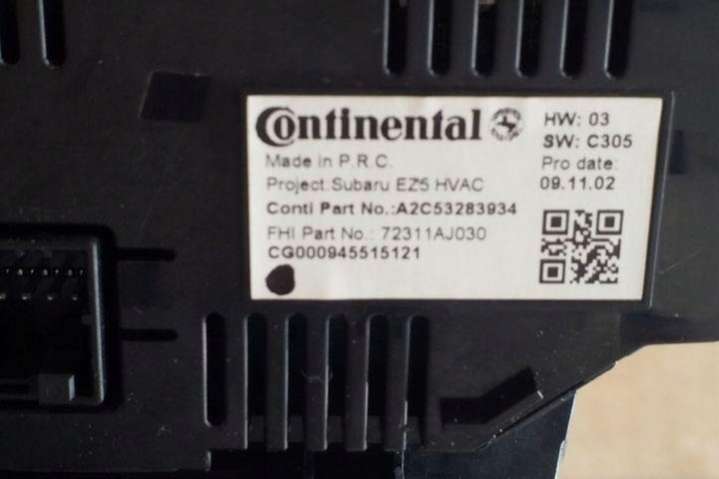 Continental
Made in P.R.C.
Project:Subaru EZ5 HVAC
Conti Part No.:A2C53283934
FHI Part No.: 72311AJ030
CG000945515121
HW: 03
SW: C305
Pro date:
09.11.02